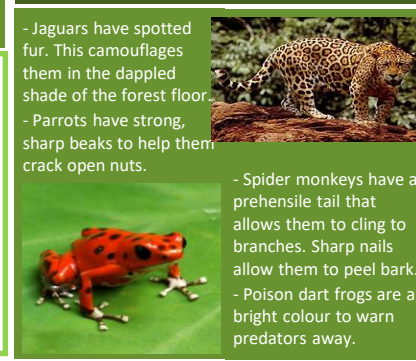 - Jaguars have spotted
fur. This camouflages
them in the dappled
shade of the forest floor.
- Parrots have strong,
sharp beaks to help them
crack open nuts.
- Spider monkeys have a
prehensile tail that
allows them to cling to
branches. Sharp nails
allow them to peel bark.
- Poison dart frogs are a
bright colour to warn
predators away.